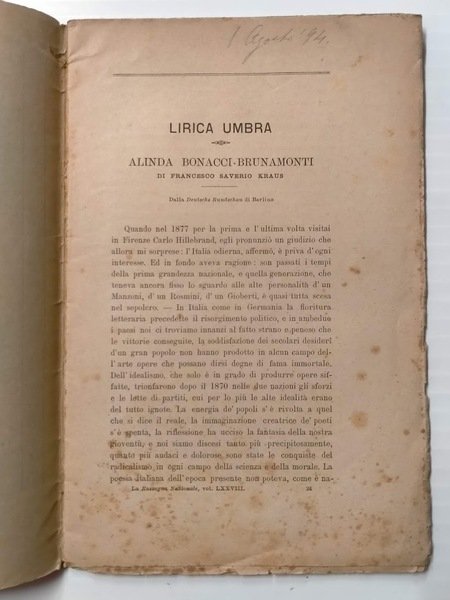 1 Agosto '94.
LIRICA UMBRA
ALINDA BONACCI-BRUNAMONTI
DI FRANCESCO SAVERIO KRAUS
Dalla Deutsche Rundschau di Berlino
Quando nel 1877 per la prima e l'ultima volta visitai
in Firenze Carlo Hillebrand, egli pronunziò un giudizio che
allora mi sorprese: l'Italia odierna, affermò, è priva d'ogni
interesse. Ed in fondo aveva ragione: son passati i tempi
della prima grandezza nazionale, e quella generazione, che
teneva ancora fisso lo sguardo alle alte personalità d'un
Manzoni, d'un Rosmini, d'un Gioberti, è quasi tutta scesa
nel sepolcro. — In Italia come in Germania la fioritura
letteraria precedette il risorgimento politico, e in ambedue
i paesi noi ci troviamo innanzi al fatto strano e penoso che
le vittorie conseguite, la soddisfazione dei secolari desideri
d'un gran popolo non hanno prodotto in alcun campo del-
l'arte opere che possano dirsi degne di fama immortale.
Dell'idealismo, che solo è in grado di produrre opere sif-
fatte, trionfarono dopo il 1870 nelle due nazioni gli sforzi
e le lotte di partiti, cui per lo più le alte idealità erano
del tutto ignote. La energia de' popoli s'è rivolta a quel
che si dice il reale, la immaginazione creatrice de' poeti
s'è spenta, la riflessione ha ucciso la fantasia della nostra
gioventù, e noi siamo discesi tanto più precipitosamente,
quanto più audaci e dolorose sono state le conquiste del
radicalismo in ogni campo della scienza e della morale. La
poesia Italiana dell'epoca presente non poteva, come è na-
La Rassegna Nazionale, vol. LXXVIII. 24